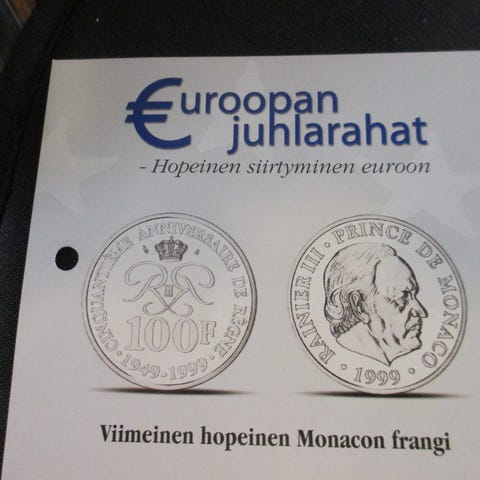 €uroopan
juhlarahat
- Hopeinen siirtyminen euroon
CINQUANTIÈME ANNIVERSAIRE DE RÈGNE
100F
·1949-1999·
RAINIER III · PRINCE DE MONACO
· 1999 ·
Viimeinen hopeinen Monacon frangi